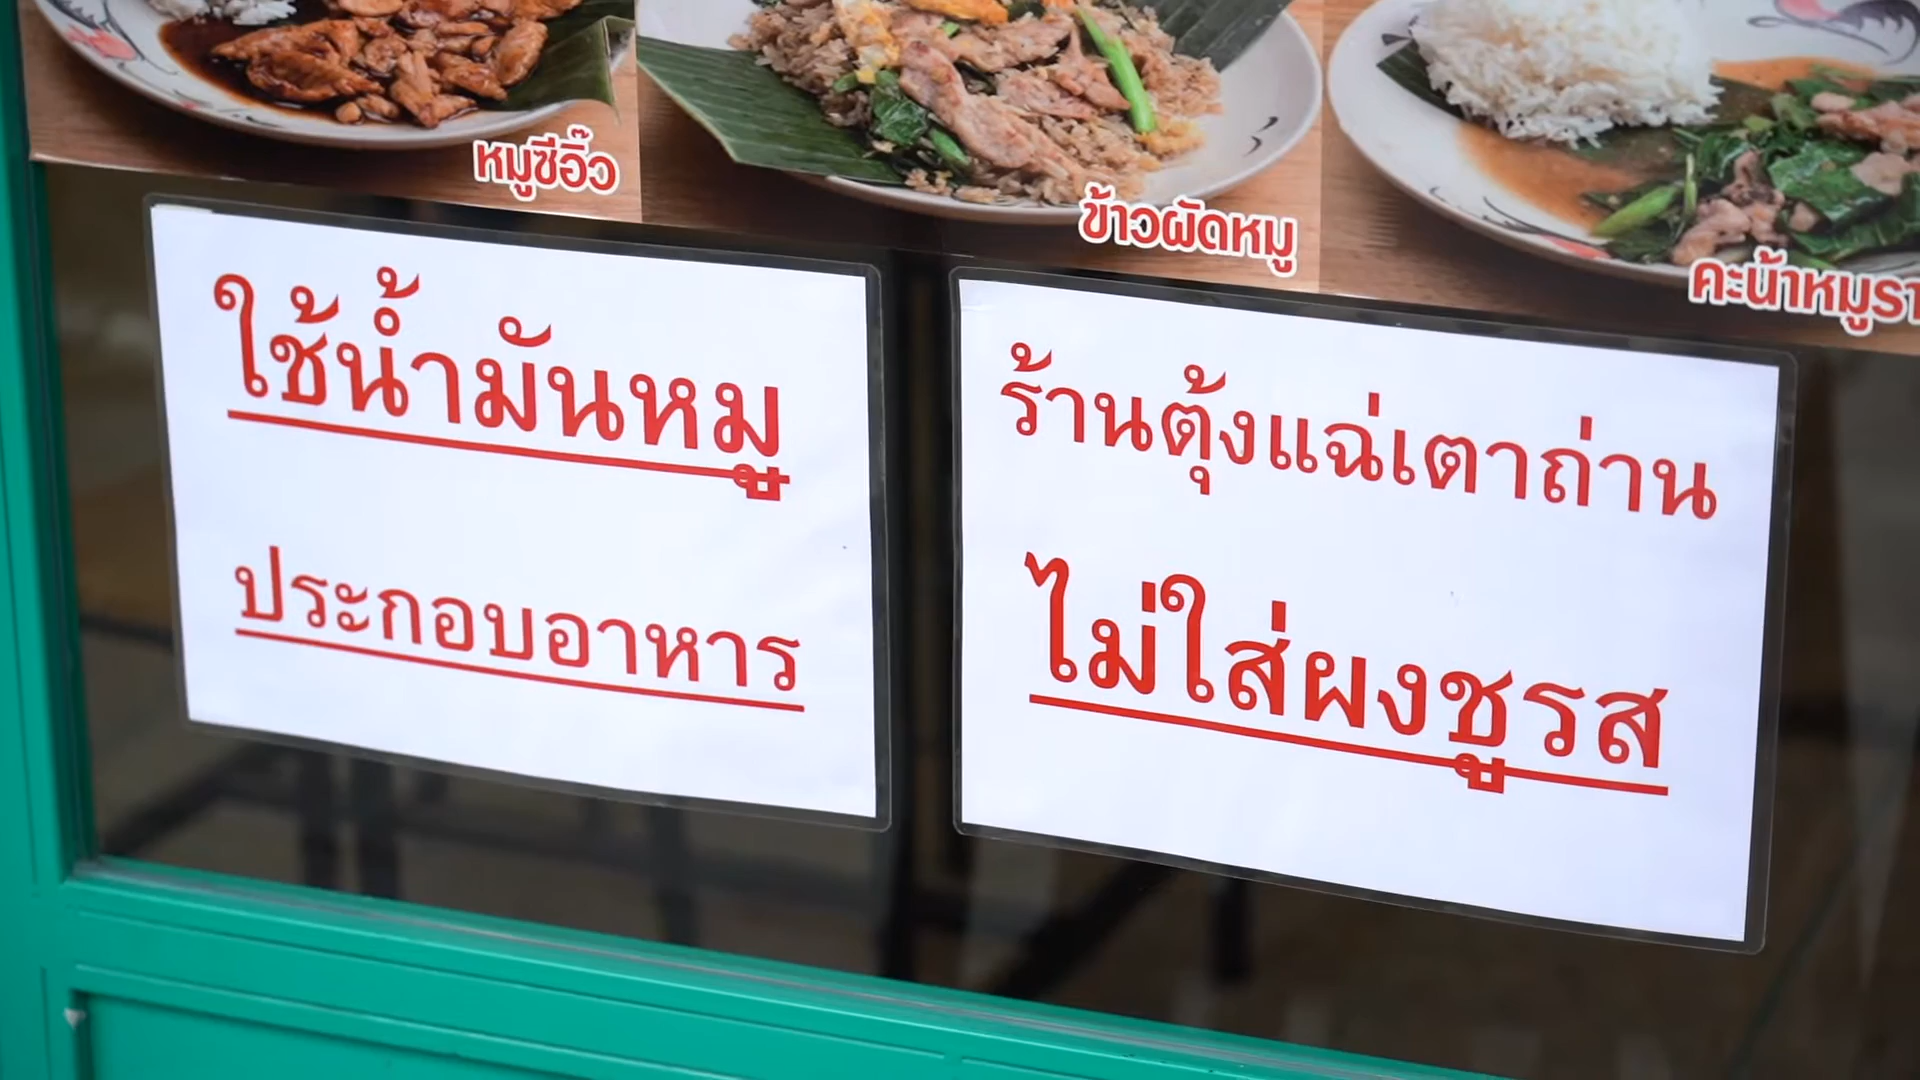 หมูซีอิ๊ว
ข้าวผัดหมู
คะน้าหมูรา
ใช้น้ำมันหมู
ประกอบอาหาร
ร้านตุ้งแฉ่เตาถ่าน
ไม่ใส่ผงชูรส